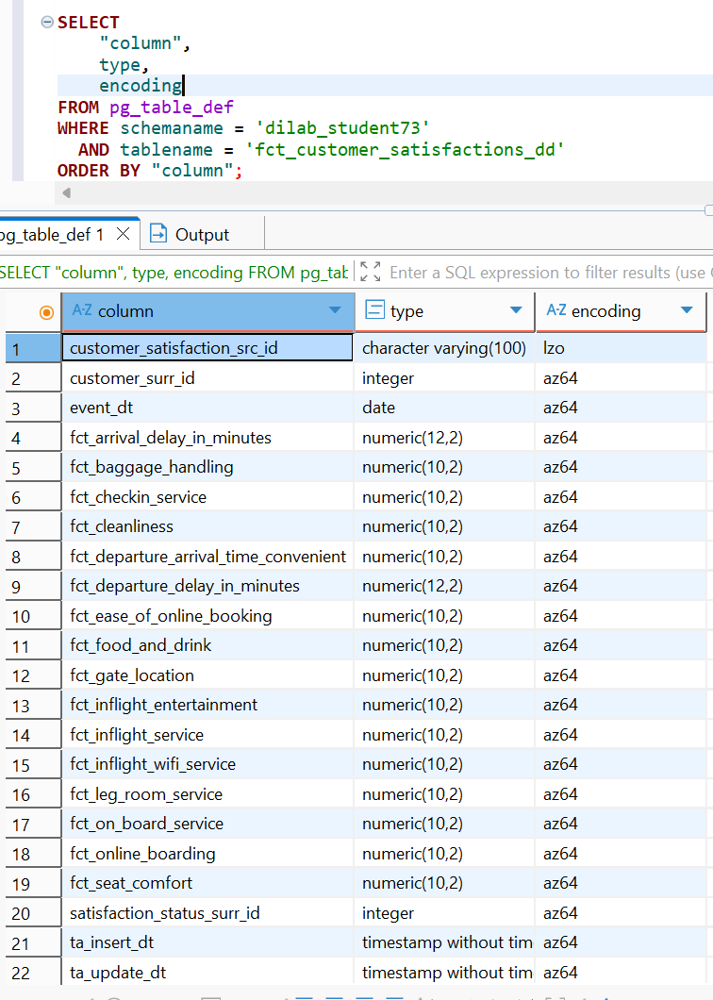 SELECT
"column",
type,
encoding
FROM pg_table_def
WHERE schemaname = 'dilab_student73'
AND tablename = 'fct_customer_satisfactions_dd'
ORDER BY "column";
pg_table_def 1 Output
SELECT "column", type, encoding FROM pg_tab Enter a SQL expression to filter results (use
A-Z column type A-Z encoding
1 customer_satisfaction_src_id character varying(100) lzo
2 customer_surr_id integer az64
3 event_dt date az64
4 fct_arrival_delay_in_minutes numeric(12,2) az64
5 fct_baggage_handling numeric(10,2) az64
6 fct_checkin_service numeric(10,2) az64
7 fct_cleanliness numeric(10,2) az64
8 fct_departure_arrival_time_convenient numeric(10,2) az64
9 fct_departure_delay_in_minutes numeric(12,2) az64
10 fct_ease_of_online_booking numeric(10,2) az64
11 fct_food_and_drink numeric(10,2) az64
12 fct_gate_location numeric(10,2) az64
13 fct_inflight_entertainment numeric(10,2) az64
14 fct_inflight_service numeric(10,2) az64
15 fct_inflight_wifi_service numeric(10,2) az64
16 fct_leg_room_service numeric(10,2) az64
17 fct_on_board_service numeric(10,2) az64
18 fct_online_boarding numeric(10,2) az64
19 fct_seat_comfort numeric(10,2) az64
20 satisfaction_status_surr_id integer az64
21 ta_insert_dt timestamp without tim az64
22 ta_update_dt timestamp without tim az64